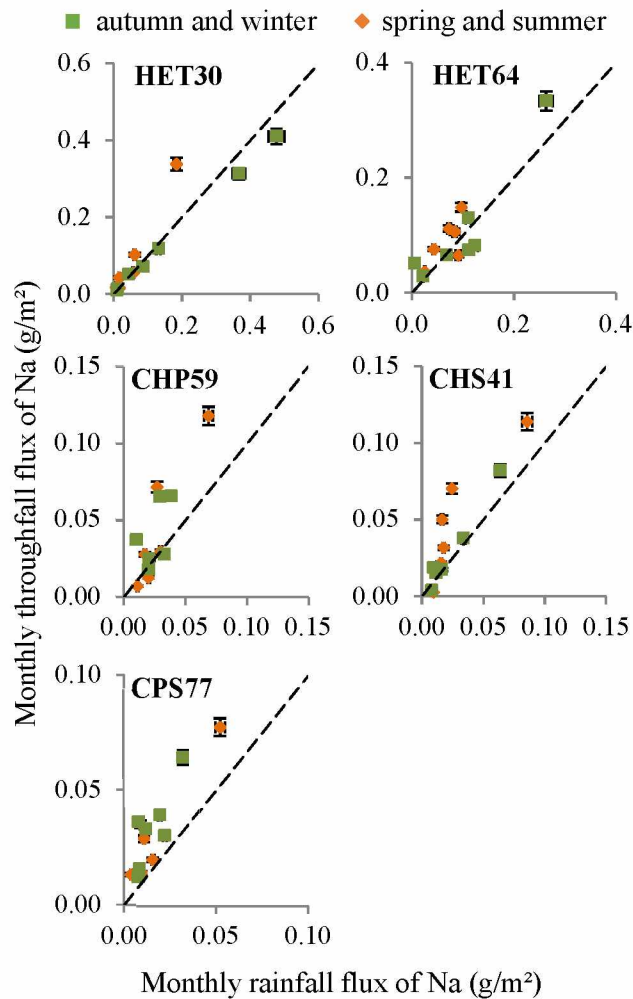 autumn and winter spring and summer
HET30 HET64
0.6 0.4
0.4
0.2
0.2
0.0 0.0
0.0 0.2 0.4 0.6 0.0 0.2 0.4
Monthly throughfall flux of Na (g/m²)
CHP59 CHS41
0.15 0.15
0.10 0.10
0.05 0.05
0.00 0.00
0.00 0.05 0.10 0.15 0.00 0.05 0.10 0.15
CPS77
0.10
0.05
0.00
0.00 0.05 0.10
Monthly rainfall flux of Na (g/m²)